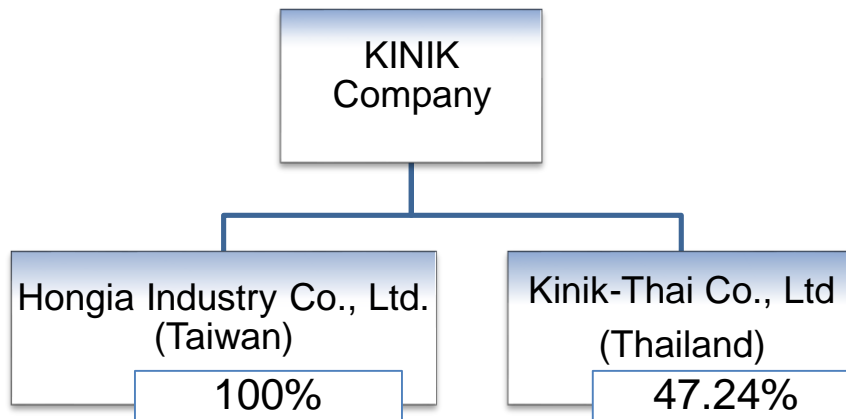 KINIK
Company
Hongia Industry Co., Ltd.
(Taiwan)
100%
Kinik-Thai Co., Ltd
(Thailand)
47.24%